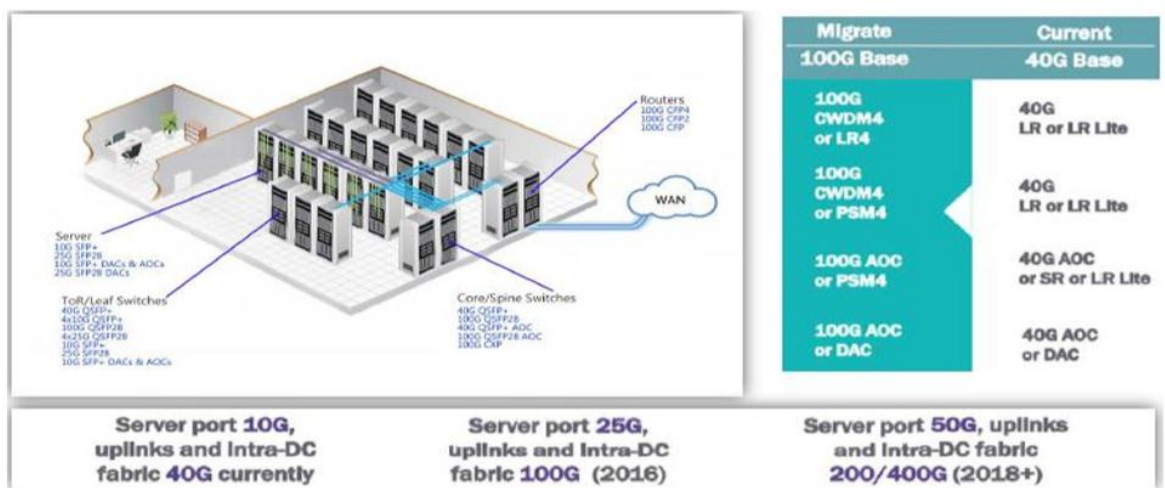 Routers
100G CFP4
100G CFP2
100G CFP
WAN
Server
10G SFP+
25G SFP28
10G SFP+ DACs & AOCs
25G SFP28 DACs
ToR/Leaf Switches
40G QSFP+
4x10G QSFP+
100G QSFP28
4x25G QSFP28
10G SFP+
25G SFP28
10G SFP+ DACs & AOCs
Core/Spine Switches
40G QSFP+
100G QSFP28
40G QSFP+ AOC
100G QSFP28 AOC
100G CXP
Migrate Current
100G Base 40G Base
100G
CWDM4
or LR4
40G
LR or LR Lite
100G
CWDM4
or PSM4
40G
LR or LR Lite
100G AOC
or PSM4
40G AOC
or SR or LR Lite
100G AOC
or DAC
40G AOC
or DAC
Server port 10G,
uplinks and Intra-DC
fabric 40G currently
Server port 25G,
uplinks and Intra-DC
fabric 100G (2016)
Server port 50G, uplinks
and Intra-DC fabric
200/400G (2018+)